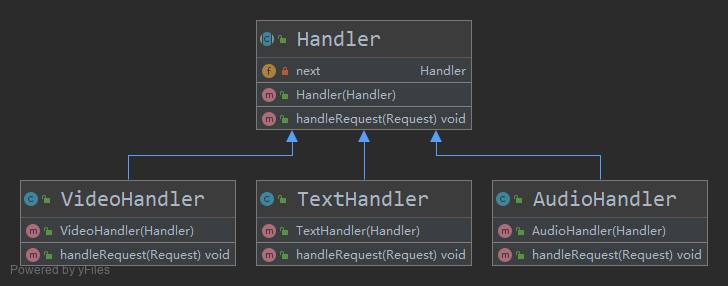 Handler
next Handler
Handler(Handler)
handleRequest(Request) void
VideoHandler
VideoHandler(Handler)
handleRequest(Request) void
TextHandler
TextHandler(Handler)
handleRequest(Request) void
AudioHandler
AudioHandler(Handler)
handleRequest(Request) void
Powered by yFiles